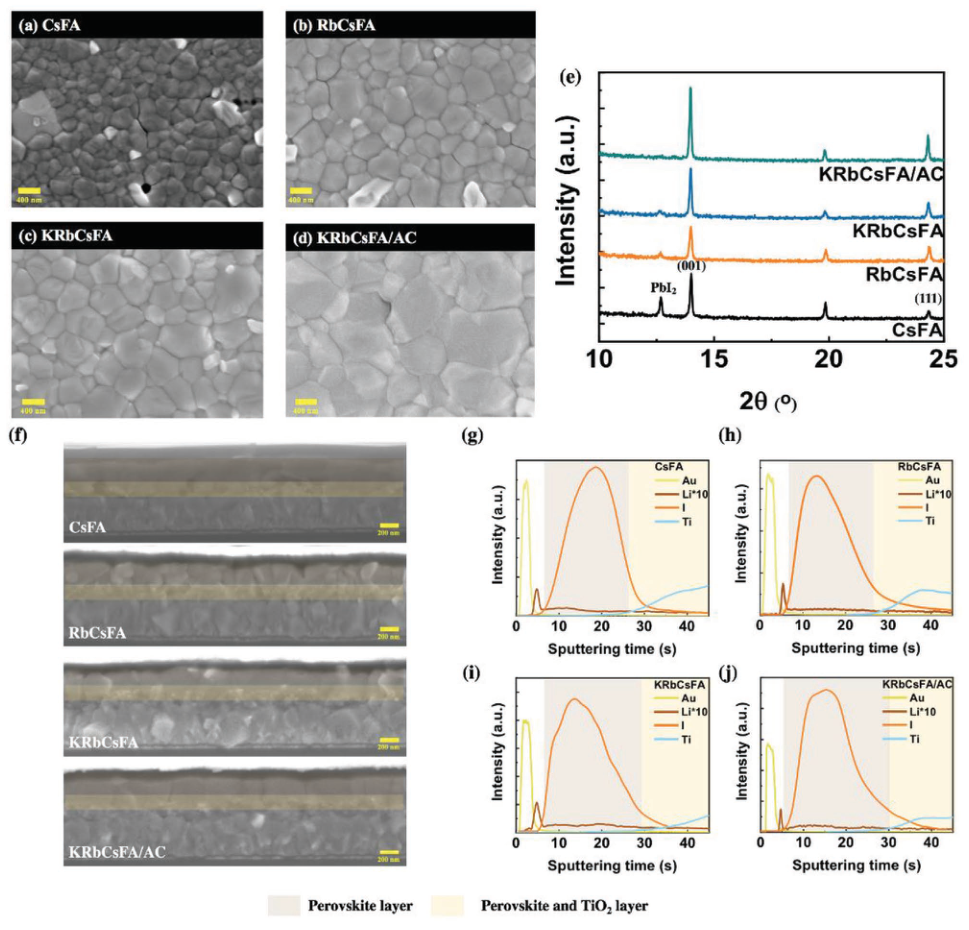 (a) CsFA
400 nm
(b) RbCsFA
400 nm
(c) KRbCsFA
400 nm
(d) KRbCsFA/AC
400 nm
(e)
Intensity (a.u.)
KRbCsFA/AC
KRbCsFA
RbCsFA
(001)
PbI₂
(111)
CsFA
10 15 20 25
2θ (°)
(f)
CsFA
200 nm
RbCsFA
200 nm
KRbCsFA
200 nm
KRbCsFA/AC
200 nm
(g)
CsFA
Au
Li*10
I
Ti
Intensity (a.u.)
0 10 20 30 40
Sputtering time (s)
(h)
RbCsFA
Au
Li*10
I
Ti
Intensity (a.u.)
0 10 20 30 40
Sputtering time (s)
(i)
KRbCsFA
Au
Li*10
I
Ti
Intensity (a.u.)
0 10 20 30 40
Sputtering time (s)
(j)
KRbCsFA/AC
Au
Li*10
I
Ti
Intensity (a.u.)
0 10 20 30 40
Sputtering time (s)
Perovskite layer
Perovskite and TiO₂ layer